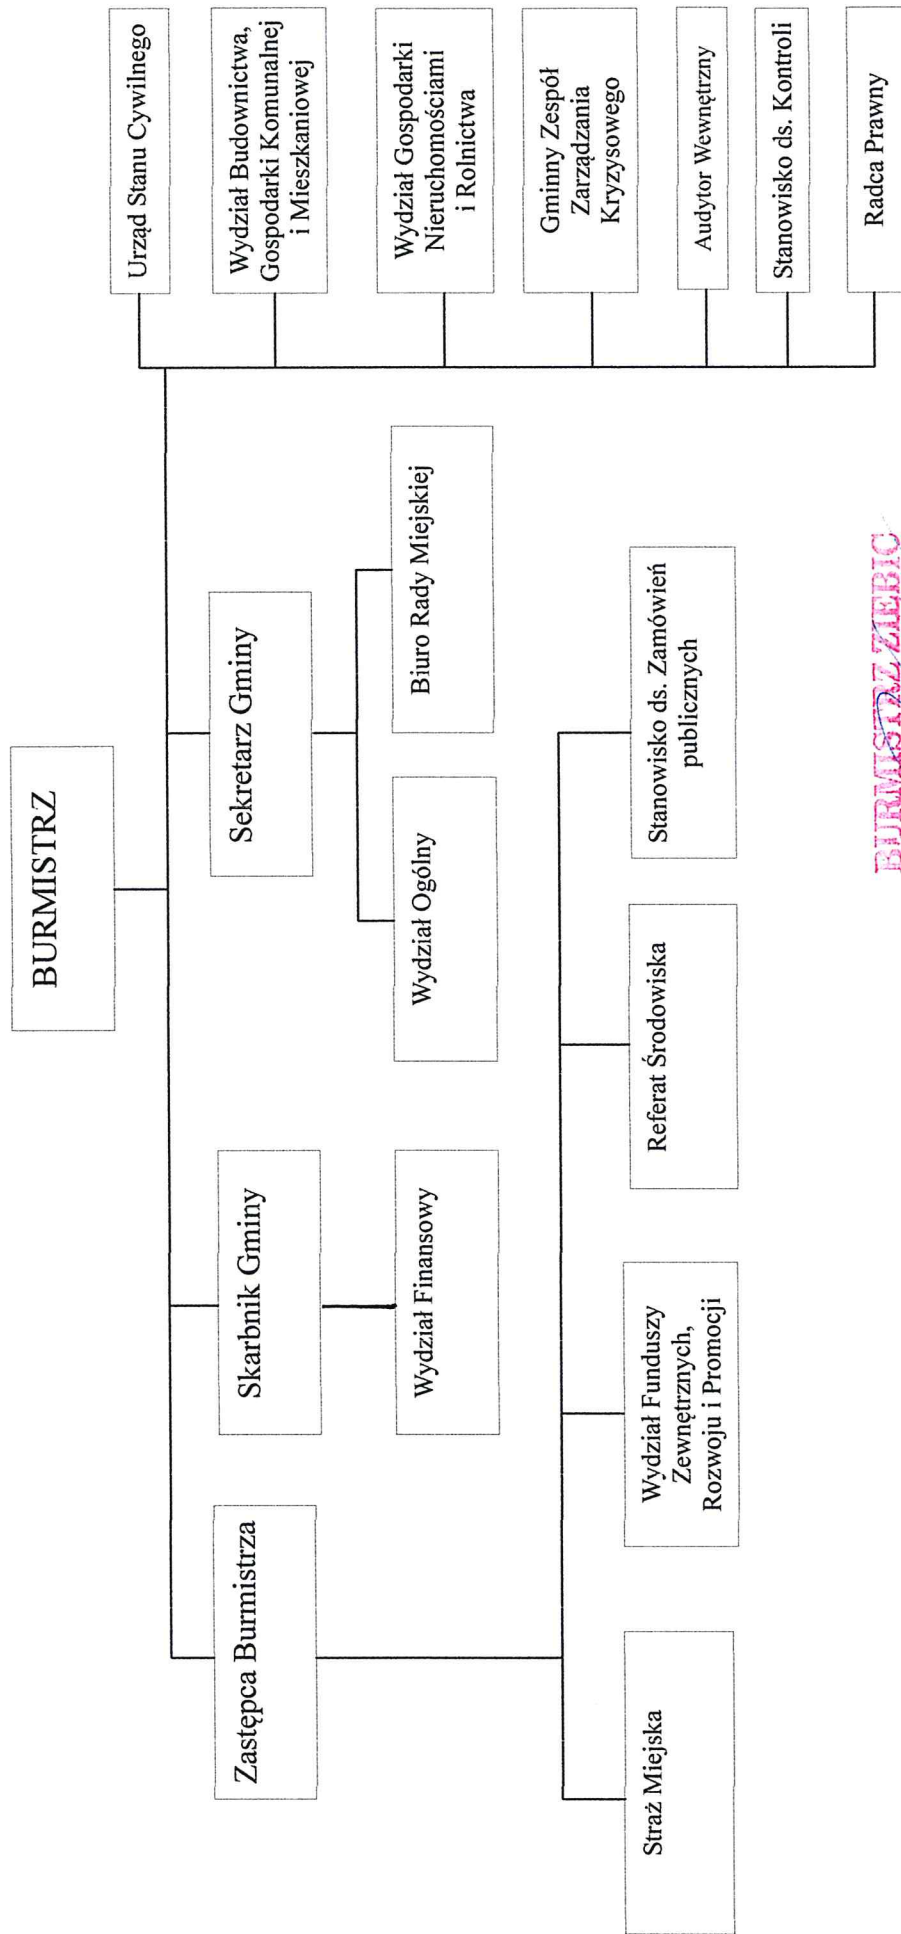 BURMISTRZ
Zastępca Burmistrza
Skarbnik Gminy
Sekretarz Gminy
Wydział Finansowy
Wydział Ogólny
Biuro Rady Miejskiej
Straż Miejska
Wydział Funduszy
Zewnętrznych,
Rozwoju i Promocji
Referat Środowiska
Stanowisko ds. Zamówień
publicznych
Urząd Stanu Cywilnego
Wydział Budownictwa,
Gospodarki Komunalnej
i Mieszkaniowej
Wydział Gospodarki
Nieruchomościami
i Rolnictwa
Gminny Zespół
Zarządzania
Kryzysowego
Audytor Wewnętrzny
Stanowisko ds. Kontroli
Radca Prawny
BURMISTRZ ZIEBIC